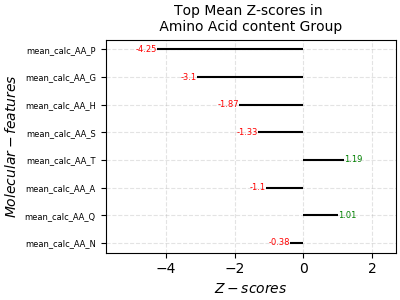 Top Mean Z-scores in
Amino Acid content Group
Molecular − features
mean_calc_AA_P
-4.25
mean_calc_AA_G
-3.1
mean_calc_AA_H
-1.87
mean_calc_AA_S
-1.33
mean_calc_AA_T
1.19
mean_calc_AA_A
-1.1
mean_calc_AA_Q
1.01
mean_calc_AA_N
-0.38
−4 −2 0 2
Z − scores